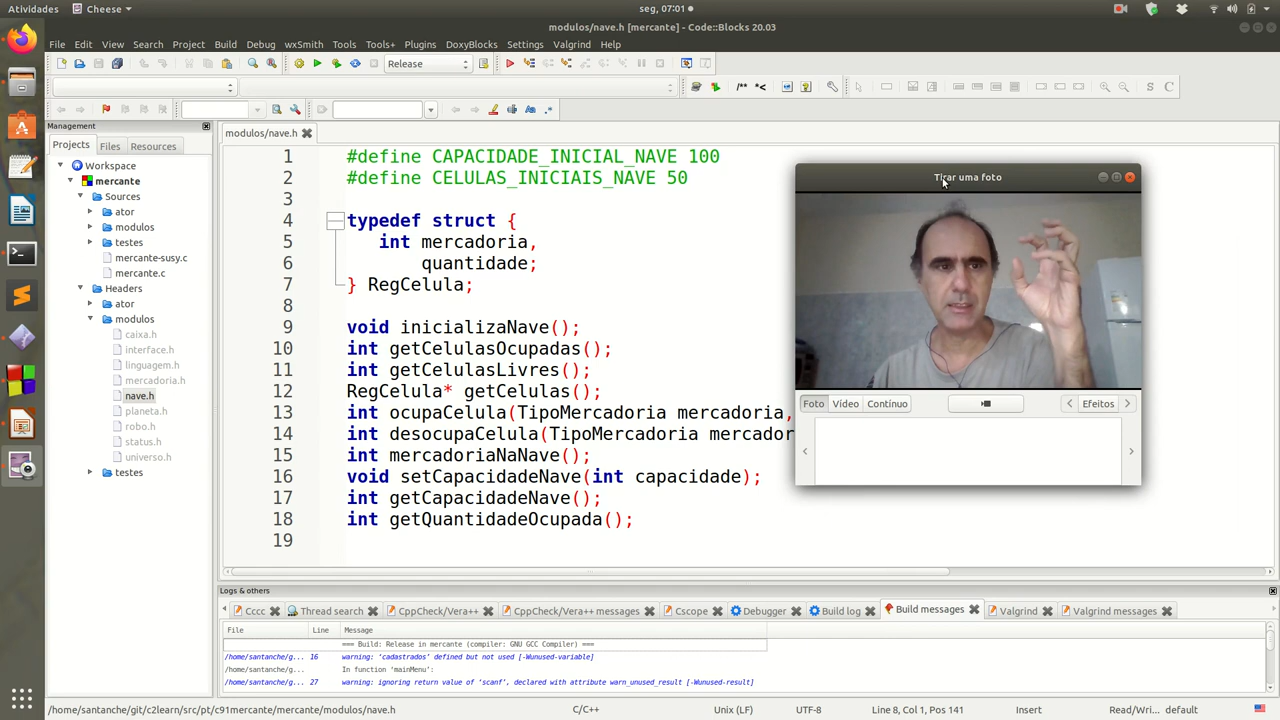 Atividades
Cheese
seg, 07:01
modulos/nave.h [mercante] - Code::Blocks 20.03
File Edit View Search Project Build Debug wxSmith Tools Tools+ Plugins DoxyBlocks Settings Valgrind Help
Release
/** *<
S C
Management
Projects Files Resources
Workspace
mercante
Sources
ator
modulos
testes
mercante-susy.c
mercante.c
Headers
ator
modulos
caixa.h
interface.h
linguagem.h
mercadoria.h
nave.h
planeta.h
robo.h
status.h
universo.h
testes
modulos/nave.h
1 #define CAPACIDADE_INICIAL_NAVE 100
2 #define CELULAS_INICIAIS_NAVE 50
3
4 typedef struct {
5 int mercadoria,
6 quantidade;
7 } RegCelula;
8
9 void inicializaNave();
10 int getCelulasOcupadas();
11 int getCelulasLivres();
12 RegCelula* getCelulas();
13 int ocupaCelula(TipoMercadoria mercadoria,
14 int desocupaCelula(TipoMercadoria mercador
15 int mercadoriaNaNave();
16 void setCapacidadeNave(int capacidade);
17 int getCapacidadeNave();
18 int getQuantidadeOcupada();
19
Tirar uma foto
Foto Vídeo Contínuo
Efeitos
Logs & others
Cccc Thread search CppCheck/Vera++ CppCheck/Vera++ messages Cscope Debugger Build log Build messages Valgrind Valgrind messages
File Line Message
=== Build: Release in mercante (compiler: GNU GCC Compiler) ===
/home/santanche/g... 16 warning: 'cadastrados' defined but not used [-Wunused-variable]
/home/santanche/g... In function 'mainMenu':
/home/santanche/g... 27 warning: ignoring return value of 'scanf', declared with attribute warn_unused_result [-Wunused-result]
/home/santanche/git/c2learn/src/pt/c91mercante/mercante/modulos/nave.h C/C++ Unix (LF) UTF-8 Line 8, Col 1, Pos 141 Insert Read/Wri... default